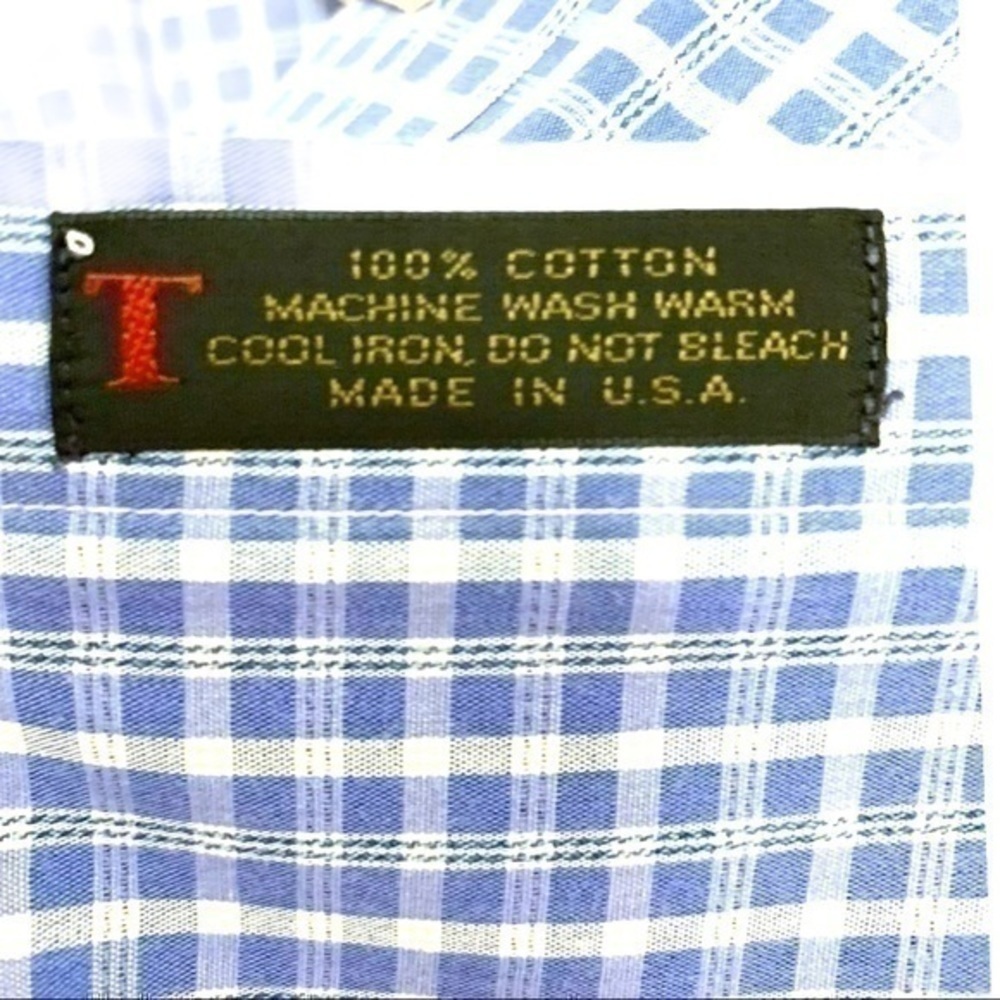 T
100% COTTON
MACHINE WASH WARM
COOL IRON, DO NOT BLEACH
MADE IN U.S.A.